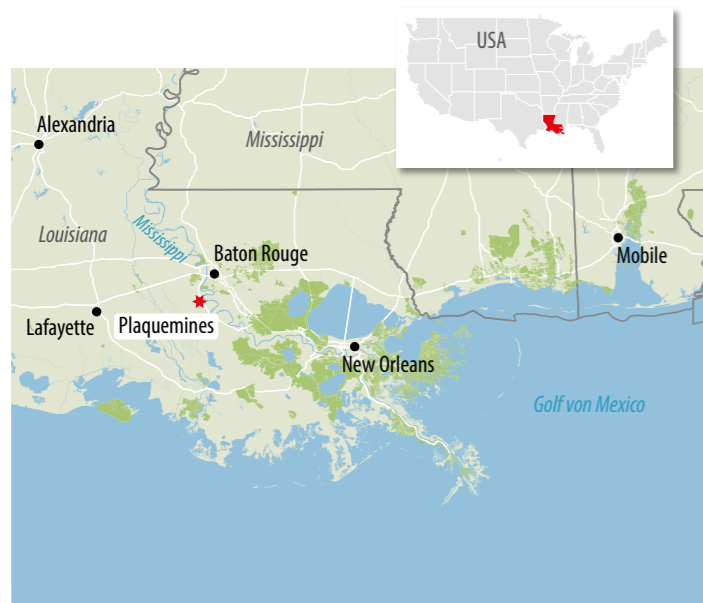 USA
Alexandria
Mississippi
Louisiana
Mississippi
Baton Rouge
Mobile
Lafayette
Plaquemines
New Orleans
Golf von Mexico